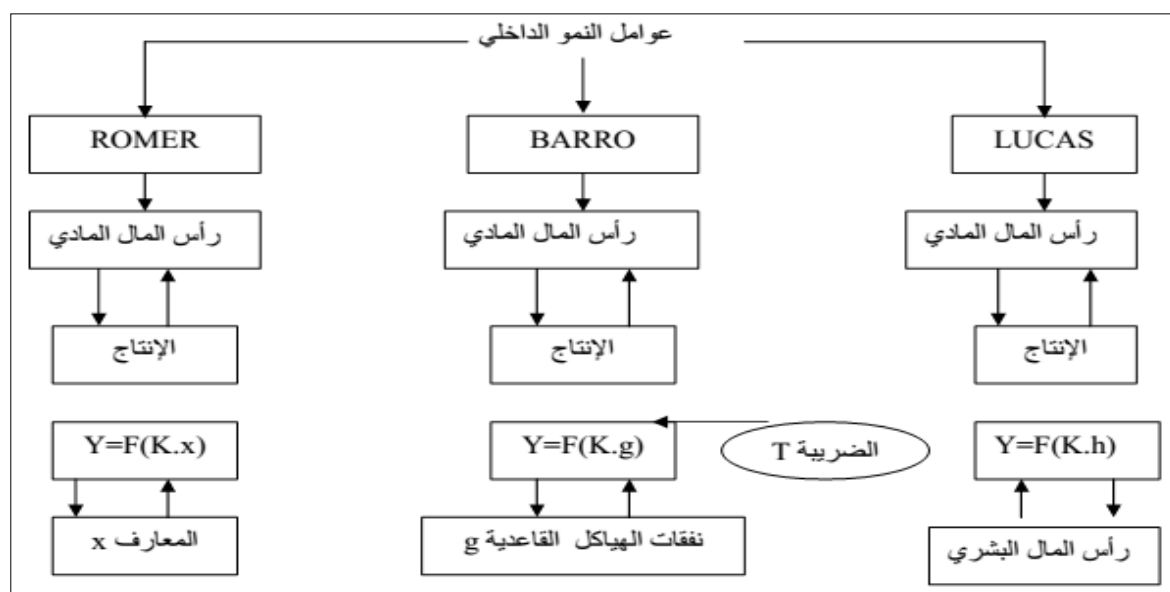 عوامل النمو الداخلي
ROMER
BARRO
LUCAS
رأس المال المادي
رأس المال المادي
رأس المال المادي
الإنتاج
الإنتاج
الإنتاج
Y=F(K.x)
Y=F(K.g)
الضريبة T
Y=F(K.h)
المعارف x
نفقات الهياكل القاعدية g
رأس المال البشري